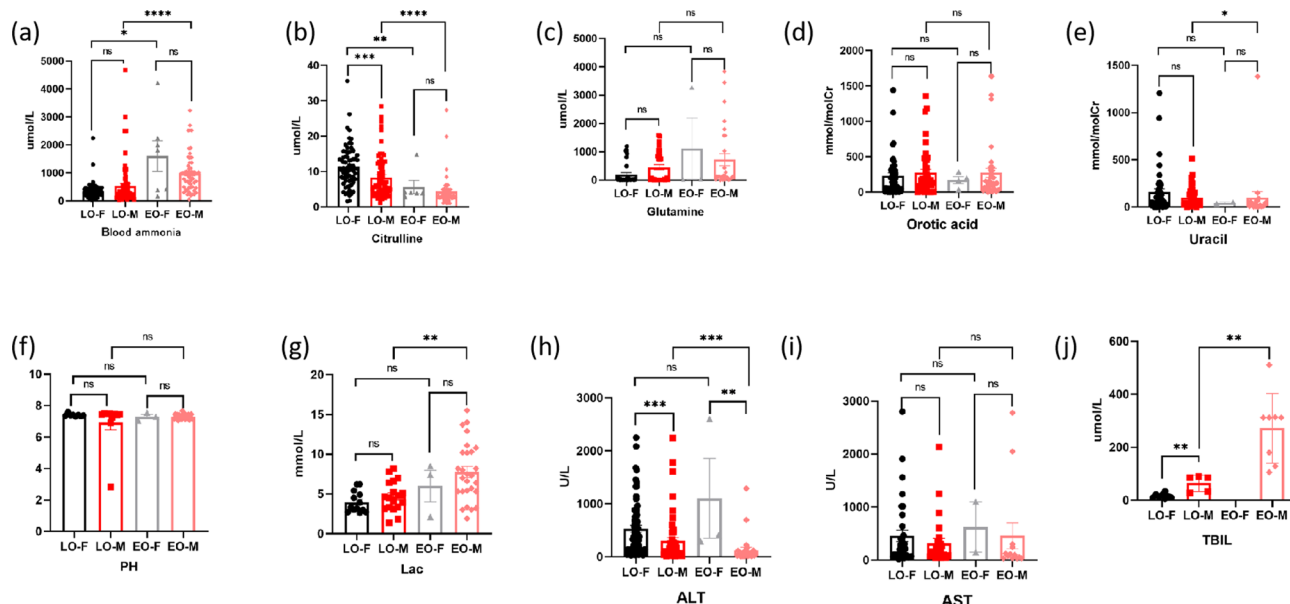 (a)
****
*
ns
ns
umol/L
5000
4000
3000
2000
1000
0
LO-F LO-M EO-F EO-M
Blood ammonia
(b)
****
**
***
ns
umol/L
40
30
20
10
0
LO-F LO-M EO-F EO-M
Citrulline
(c)
ns
ns
ns
ns
umol/L
5000
4000
3000
2000
1000
0
LO-F LO-M EO-F EO-M
Glutamine
(d)
ns
ns
ns
ns
mmol/molCr
2000
1500
1000
500
0
LO-F LO-M EO-F EO-M
Orotic acid
(e)
*
ns
ns
ns
mmol/molCr
2000
1500
1000
500
0
LO-F LO-M EO-F EO-M
Uracil
(f)
ns
ns
ns
ns
10
8
6
4
2
0
LO-F LO-M EO-F EO-M
PH
(g)
**
ns
ns
ns
mmol/L
20
15
10
5
0
LO-F LO-M EO-F EO-M
Lac
(h)
***
ns
***
**
U/L
3000
2000
1000
0
LO-F LO-M EO-F EO-M
ALT
(i)
ns
ns
ns
ns
U/L
4000
3000
2000
1000
0
LO-F LO-M EO-F EO-M
AST
(j)
**
**
umol/L
600
400
200
0
LO-F LO-M EO-F EO-M
TBIL